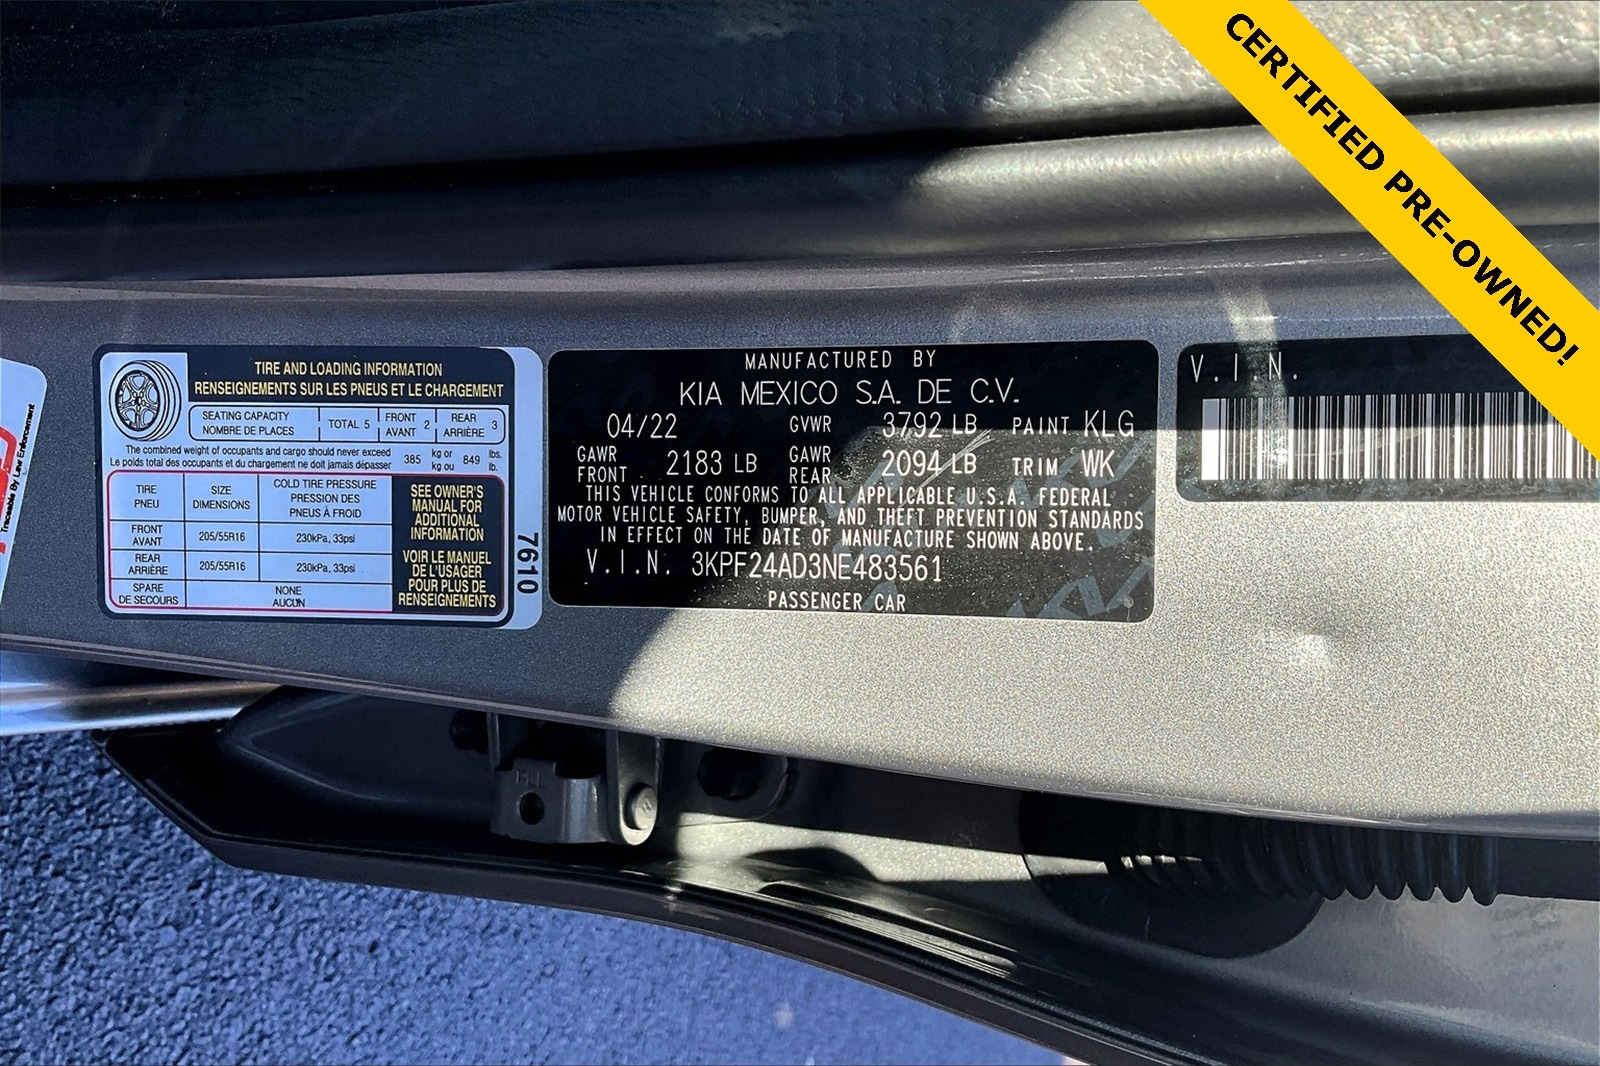 CERTIFIED PRE-OWNED!
Traceable By Law Enforcement
TIRE AND LOADING INFORMATION
RENSEIGNEMENTS SUR LES PNEUS ET LE CHARGEMENT
SEATING CAPACITY
NOMBRE DE PLACES
TOTAL 5
FRONT
AVANT 2
REAR
ARRIÈRE 3
The combined weight of occupants and cargo should never exceed
Le poids total des occupants et du chargement ne doit jamais dépasser
385 kg or
kg ou
849 lbs.
lb.
TIRE
PNEU
SIZE
DIMENSIONS
COLD TIRE PRESSURE
PRESSION DES
PNEUS À FROID
FRONT
AVANT
205/55R16
230kPa, 33psi
REAR
ARRIÈRE
205/55R16
230kPa, 33psi
SPARE
DE SECOURS
NONE
AUCUN
SEE OWNER'S
MANUAL FOR
ADDITIONAL
INFORMATION
VOIR LE MANUEL
DE L'USAGER
POUR PLUS DE
RENSEIGNEMENTS
7610
MANUFACTURED BY
KIA MEXICO S.A. DE C.V.
04/22 GVWR 3792 LB PAINT KLG
GAWR
FRONT 2183 LB
GAWR
REAR 2094 LB TRIM WK
THIS VEHICLE CONFORMS TO ALL APPLICABLE U.S.A. FEDERAL
MOTOR VEHICLE SAFETY, BUMPER, AND THEFT PREVENTION STANDARDS
IN EFFECT ON THE DATE OF MANUFACTURE SHOWN ABOVE.
V.I.N. 3KPF24AD3NE483561
PASSENGER CAR
V.I.N.